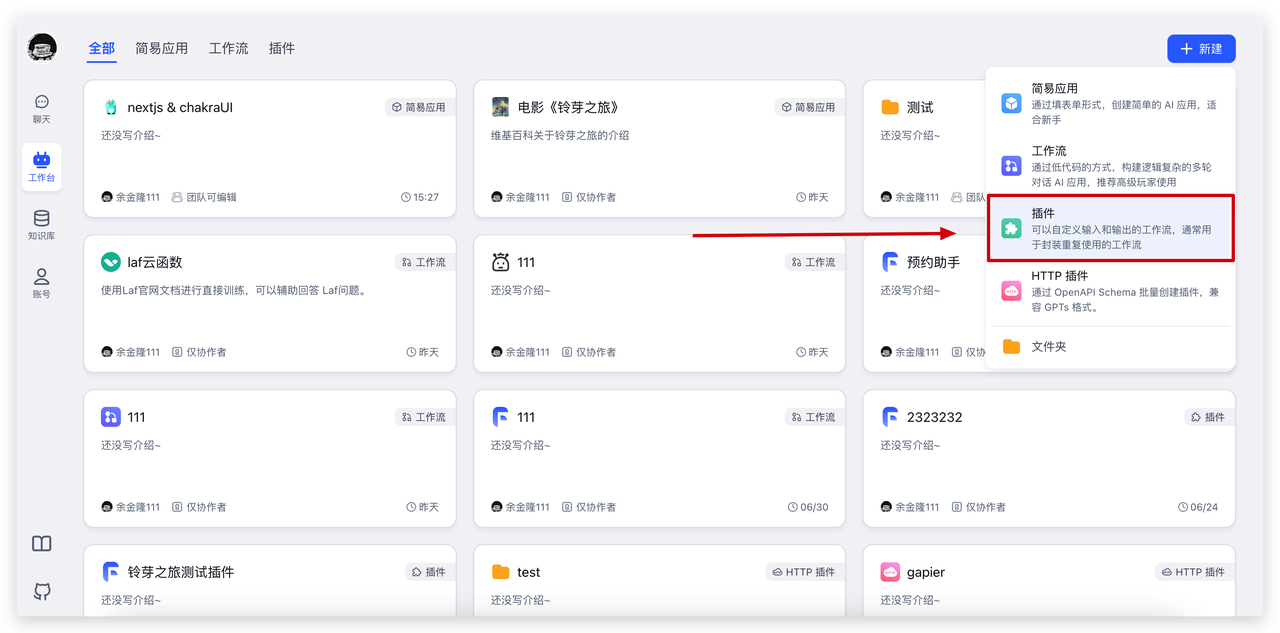 全部 简易应用 工作流 插件
新建
聊天
工作台
知识库
账号
nextjs & chakraUI
简易应用
还没写介绍~
余金隆111 团队可编辑 15:27
电影《铃芽之旅》
简易应用
维基百科关于铃芽之旅的介绍
余金隆111 仅协作者 昨天
测试
还没写介绍~
余金隆111 团队
简易应用
通过填表单形式，创建简单的 AI 应用，适
合新手
工作流
通过低代码的方式，构建逻辑复杂的多轮
对话 AI 应用，推荐高级玩家使用
插件
可以自定义输入和输出的工作流，通常用
于封装重复使用的工作流
HTTP 插件
通过 OpenAPI Schema 批量创建插件，兼
容 GPTs 格式。
文件夹
laf云函数
工作流
使用Laf官网文档进行直接训练，可以辅助回答 Laf问题。
余金隆111 仅协作者 昨天
111
工作流
还没写介绍~
余金隆111 仅协作者 昨天
预约助手
还没写介绍~
余金隆111 仅协
111
工作流
还没写介绍~
余金隆111 仅协作者 昨天
111
工作流
还没写介绍~
余金隆111 仅协作者 06/30
2323232
插件
还没写介绍~
余金隆111 仅协作者 06/24
铃芽之旅测试插件
插件
还没写介绍~
test
HTTP 插件
还没写介绍~
gapier
HTTP 插件
还没写介绍~